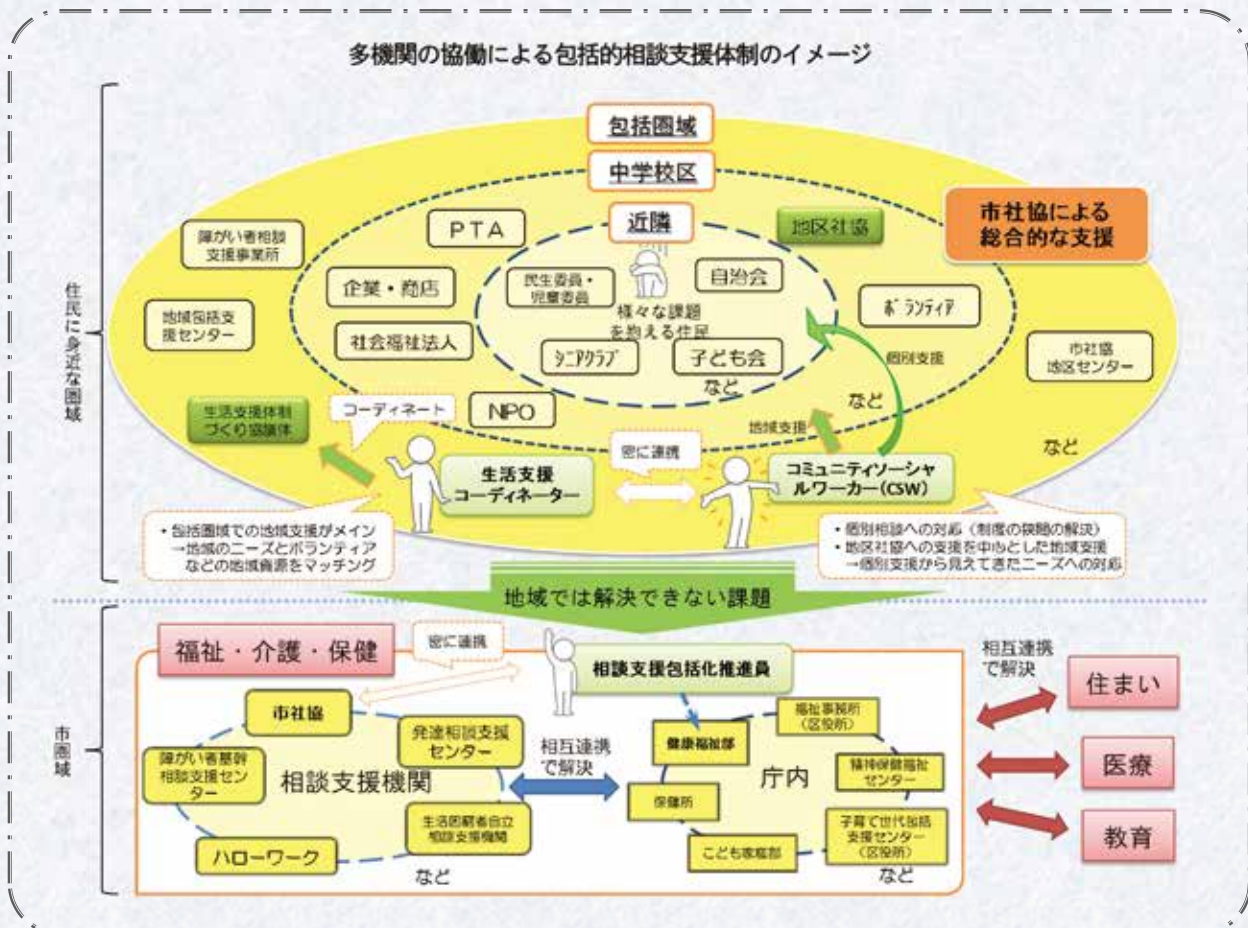 多機関の協働による包括的相談支援体制のイメージ
住民に身近な圏域
包括圏域
中学校区
近隣
市社協による
総合的な支援
地区社協
PTA
障がい者相談
支援事業所
企業・商店
民生委員・
児童委員
自治会
様々な課題
を抱える住民
ボランティア
地域包括支
援センター
社会福祉法人
シニアクラブ
子ども会
など
個別支援
市社協
地区センター
生活支援体制
づくり協議体
コーディネート
NPO
地域支援
など
など
密に連携
生活支援
コーディネーター
コミュニティソーシャ
ルワーカー(CSW)
・包括圏域での地域支援がメイン
→地域のニーズとボランティア
などの地域資源をマッチング
・個別相談への対応(制度の狭間の解決)
・地区社協への支援を中心とした地域支援
→個別支援から見えてきたニーズへの対応
地域では解決できない課題
市圏域
福祉・介護・保健
密に連携
相談支援包括化推進員
市社協
発達相談支援
センター
障がい者基幹
相談支援セン
ター
相談支援機関
生活困窮者自立
相談支援機関
ハローワーク
など
相互連携
で解決
健康福祉部
福祉事務所
(区役所)
庁内
精神保健福祉
センター
保健所
子育て世代包括
支援センター
(区役所)
こども家庭部
など
相互連携
で解決
住まい
医療
教育